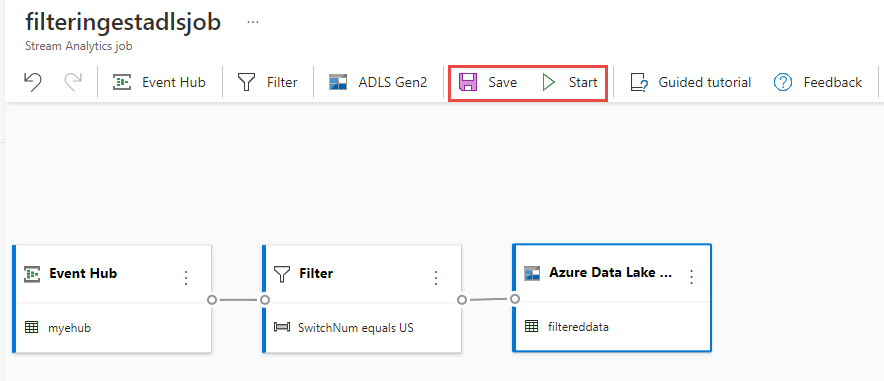 filteringestadlsjob ...
Stream Analytics job
Event Hub Filter ADLS Gen2 Save Start Guided tutorial Feedback
Event Hub Filter Azure Data Lake ...
myehub SwitchNum equals US filtereddata